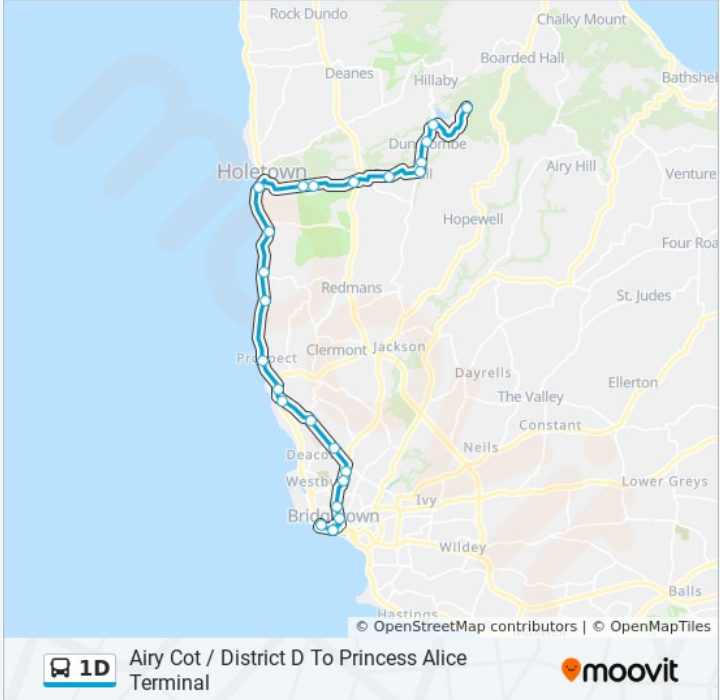 Rock Dundo
Chalky Mount
Boarded Hall
Deanes
Hillaby
Bathshe
Holetown
Airy Hill
Venture
Hopewell
Four Roa
Redmans
St. Judes
Clermont
Jackson
Dayrells
Ellerton
The Valley
Constant
Neils
Lower Greys
Ivy
Wildey
Balls
Hastings
© OpenStreetMap contributors | © OpenMapTiles
1D
Airy Cot / District D To Princess Alice
Terminal
moovit